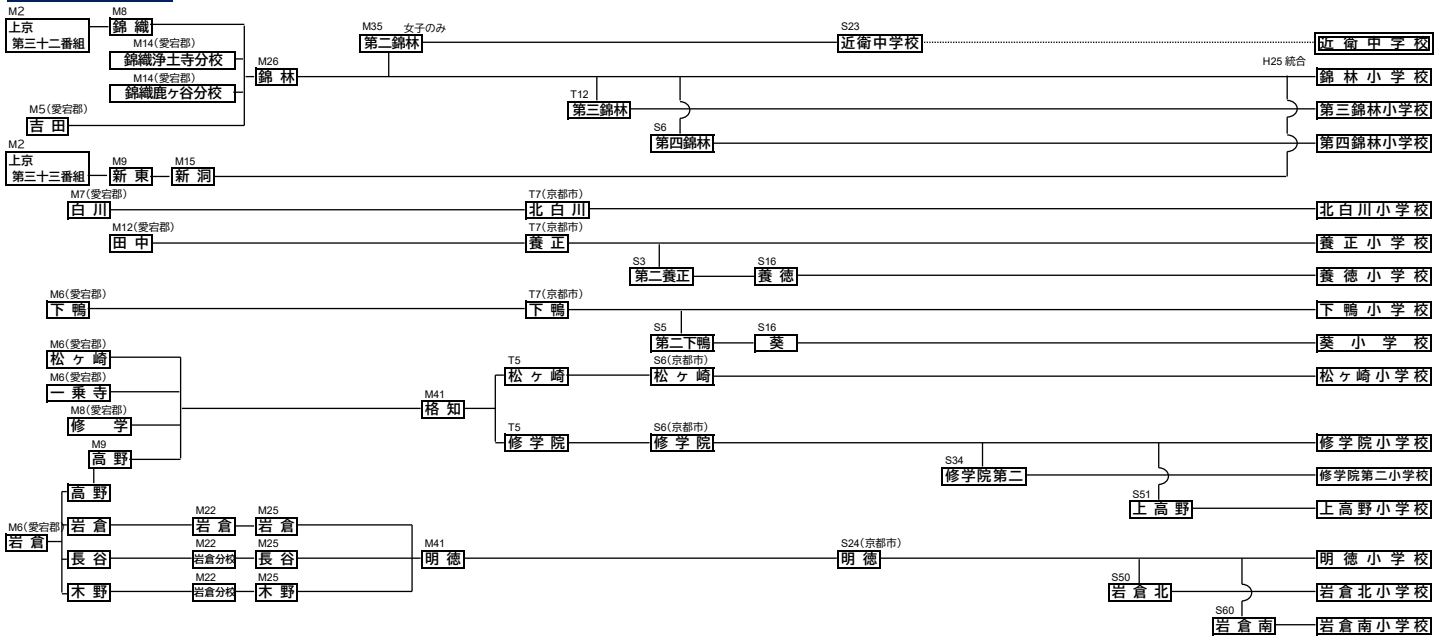 M2
上京
第三十二番組
M8
錦織
M14(愛宕郡)
錦織浄土寺分校
M14(愛宕郡)
錦織鹿ヶ谷分校
M5(愛宕郡)
吉田
M26
錦林
M35 女子のみ
第二錦林
S23
近衛中学校
近衛中学校
H25 統合
錦林小学校
T12
第三錦林
第三錦林小学校
S6
第四錦林
第四錦林小学校
M2
上京
第三十三番組
M9
新東
M15
新洞
M7(愛宕郡)
白川
T7(京都市)
北白川
北白川小学校
M12(愛宕郡)
田中
T7(京都市)
養正
養正小学校
S3
第二養正
S16
養徳
養徳小学校
M6(愛宕郡)
下鴨
T7(京都市)
下鴨
下鴨小学校
S5
第二下鴨
S16
葵
葵小学校
M6(愛宕郡)
松ヶ崎
M6(愛宕郡)
一乗寺
M8(愛宕郡)
修学
M9
高野
M41
格知
T5
松ヶ崎
S6(京都市)
松ヶ崎
松ヶ崎小学校
T5
修学院
S6(京都市)
修学院
修学院小学校
S34
修学院第二
修学院第二小学校
S51
上高野
上高野小学校
M6(愛宕郡)
岩倉
高野
岩倉
M22
岩倉
M25
岩倉
長谷
M22
岩倉分校
M25
長谷
木野
M22
岩倉分校
M25
木野
M41
明徳
S24(京都市)
明徳
明徳小学校
S50
岩倉北
岩倉北小学校
S60
岩倉南
岩倉南小学校